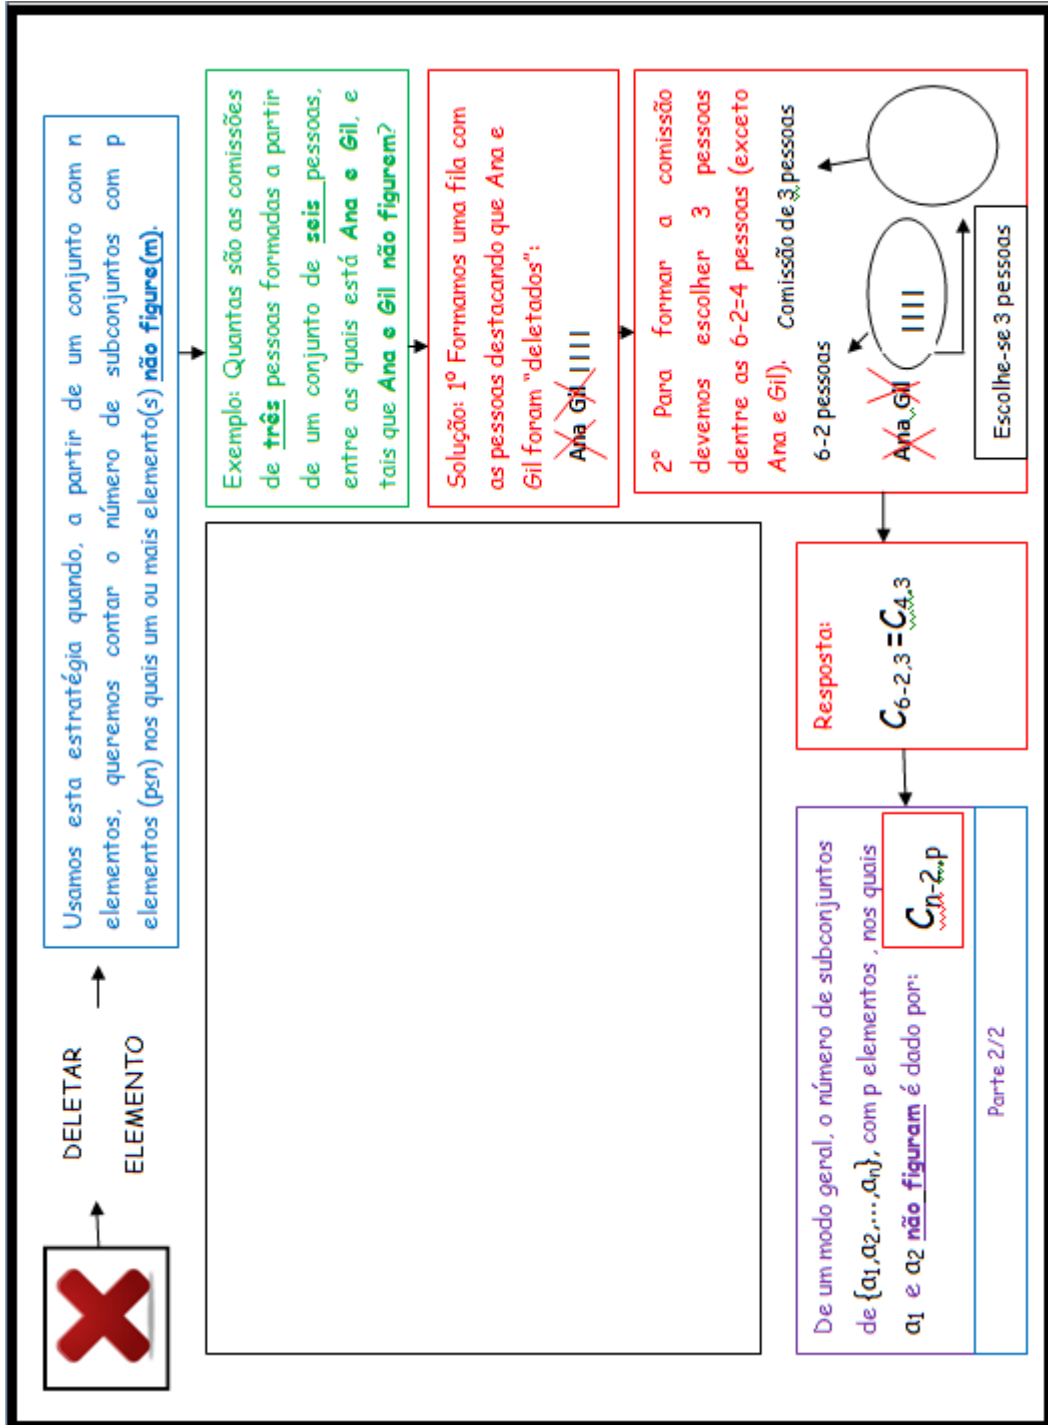 DELETAR
ELEMENTO
Usamos esta estratégia quando, a partir de um conjunto com n
elementos, queremos contar o número de subconjuntos com p
elementos (p≤n) nos quais um ou mais elemento(s) não figure(m).
Exemplo: Quantas são as comissões
de três pessoas formadas a partir
de um conjunto de seis pessoas,
entre as quais está Ana e Gil, e
tais que Ana e Gil não figurem?
Solução: 1º Formamos uma fila com
as pessoas destacando que Ana e
Gil foram "deletados":
Ana Gil ||||
2º Para formar a comissão
devemos escolher 3 pessoas
dentre as 6-2=4 pessoas (exceto
Ana e Gil).
Comissão de 3 pessoas
6-2 pessoas
Ana Gil ||||
Escolhe-se 3 pessoas
Resposta:
C6-2,3=C4,3
De um modo geral, o número de subconjuntos
de {a1,a2,...,an}, com p elementos , nos quais
a1 e a2 não figuram é dado por:
Cn-2,p
Parte 2/2